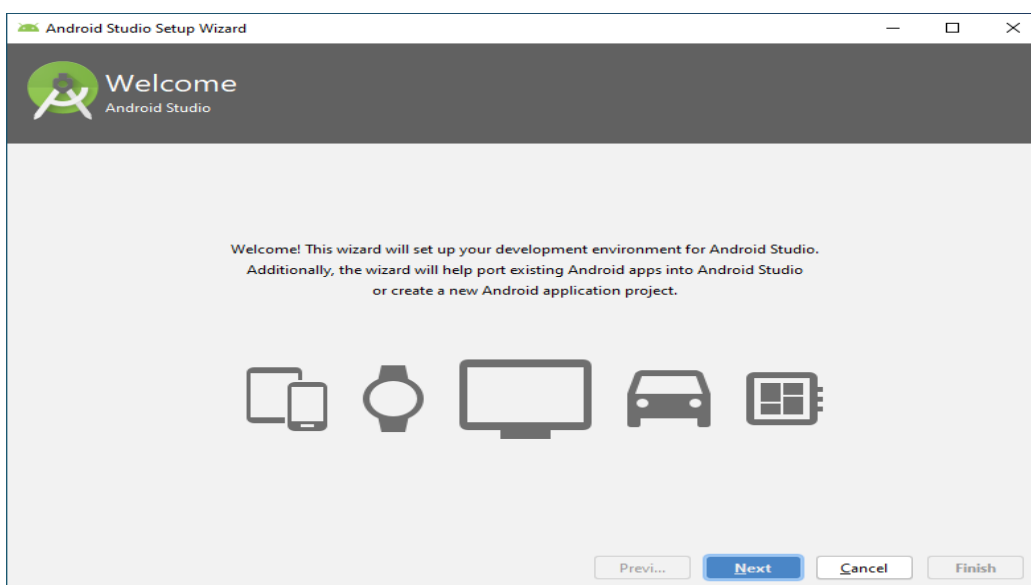 Android Studio Setup Wizard
Welcome
Android Studio
Welcome! This wizard will set up your development environment for Android Studio.
Additionally, the wizard will help port existing Android apps into Android Studio
or create a new Android application project.
Previ... Next Cancel Finish